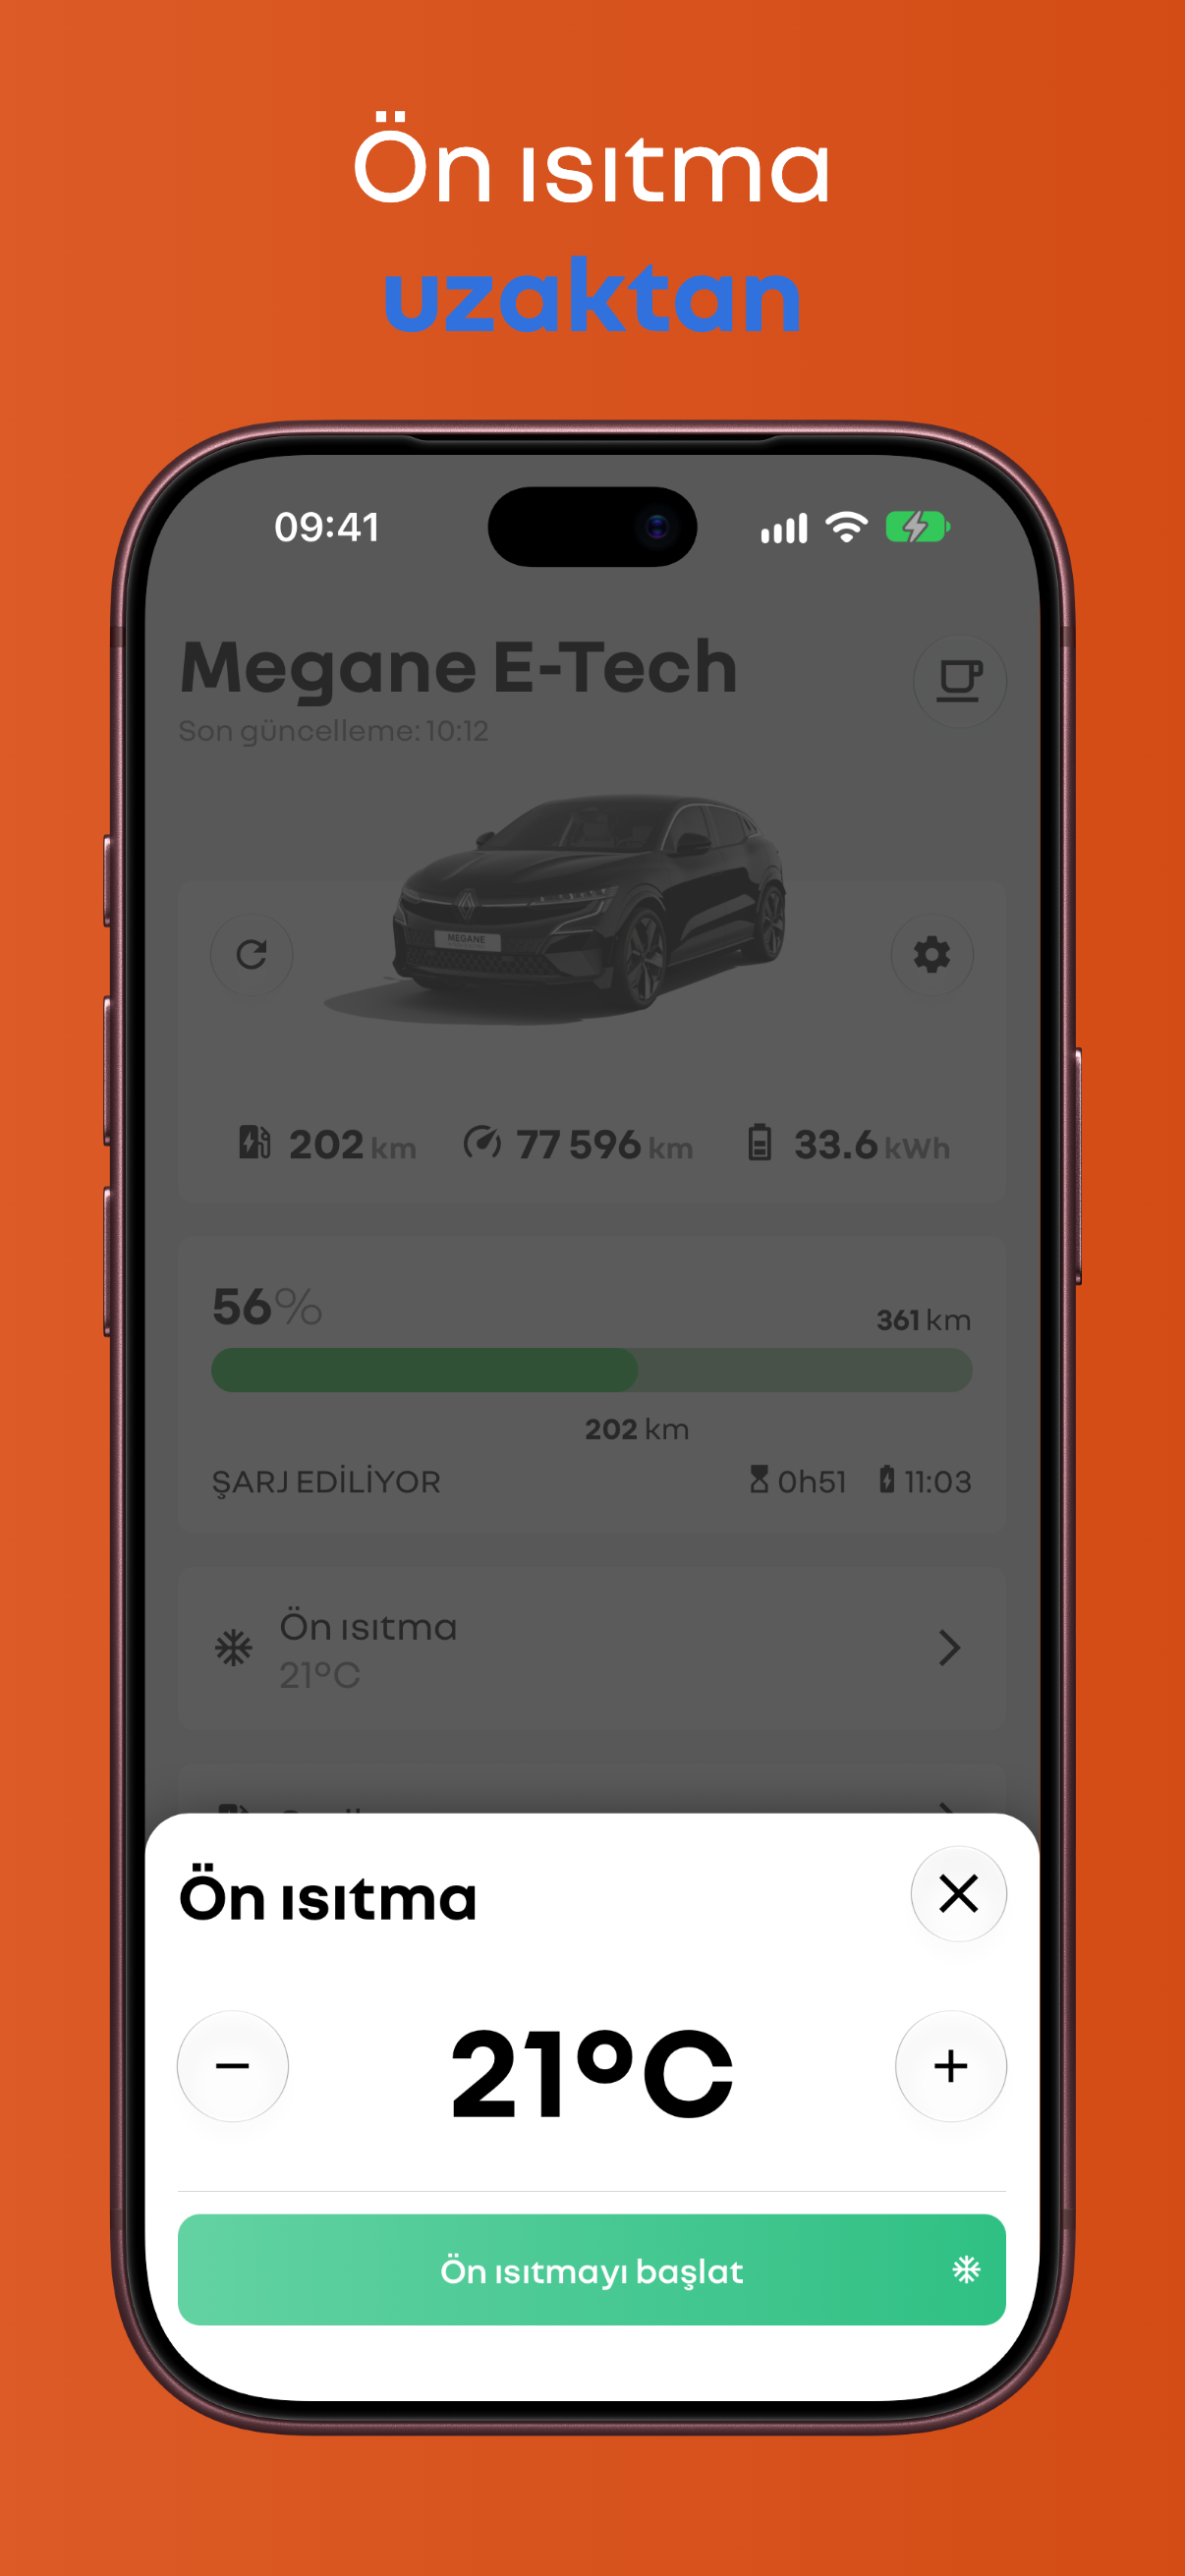 Ön ısıtma
uzaktan
09:41
Megane E-Tech
Son güncelleme: 10:12
MEGANE
202 km 77 596 km 33.6 kWh
56%
361 km
202 km
ŞARJ EDİLİYOR 0h51 11:03
Ön ısıtma
21°C
Ön ısıtma
21°C
Ön ısıtmayı başlat